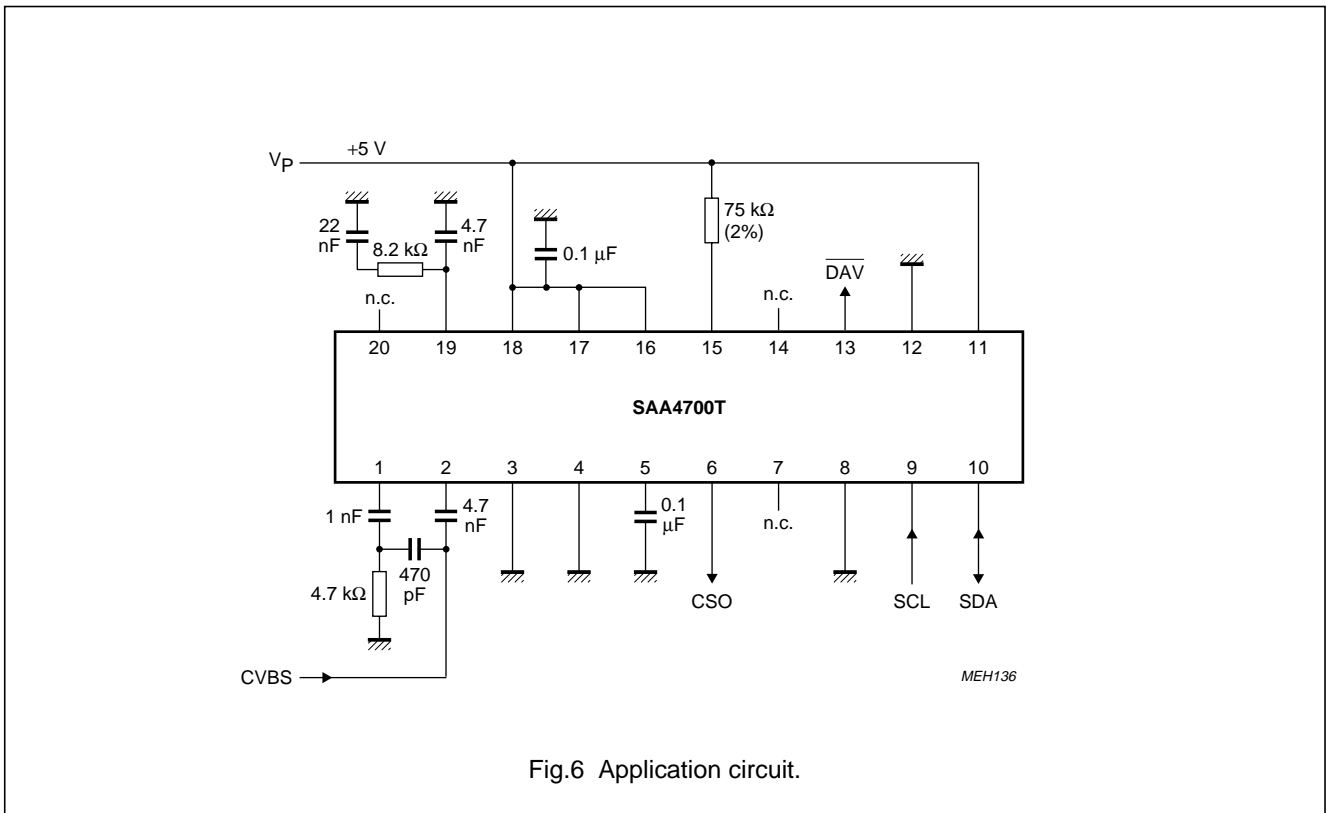 VP +5 V
22 nF
8.2 kΩ
4.7 nF
0.1 µF
75 kΩ (2%)
n.c.
n.c.
DAV
20 19 18 17 16 15 14 13 12 11
SAA4700T
1 2 3 4 5 6 7 8 9 10
1 nF
4.7 nF
0.1 µF
n.c.
4.7 kΩ
470 pF
CSO
SCL
SDA
CVBS
MEH136
Fig.6 Application circuit.